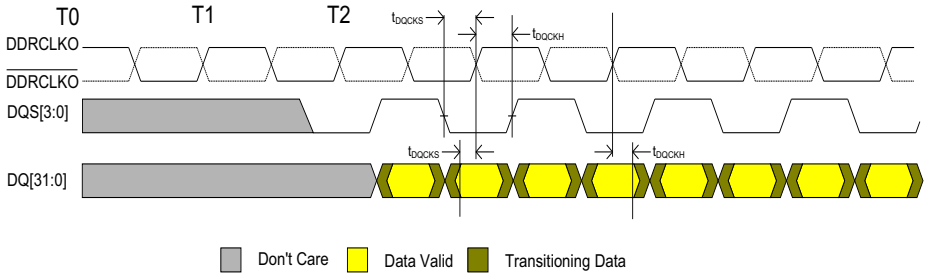 T0 T1 T2
tDQCKS
tDQCKH
DDRCLKO
DDRCLKO
DQS[3:0]
tDQCKS
tDQCKH
DQ[31:0]
Don't Care Data Valid Transitioning Data